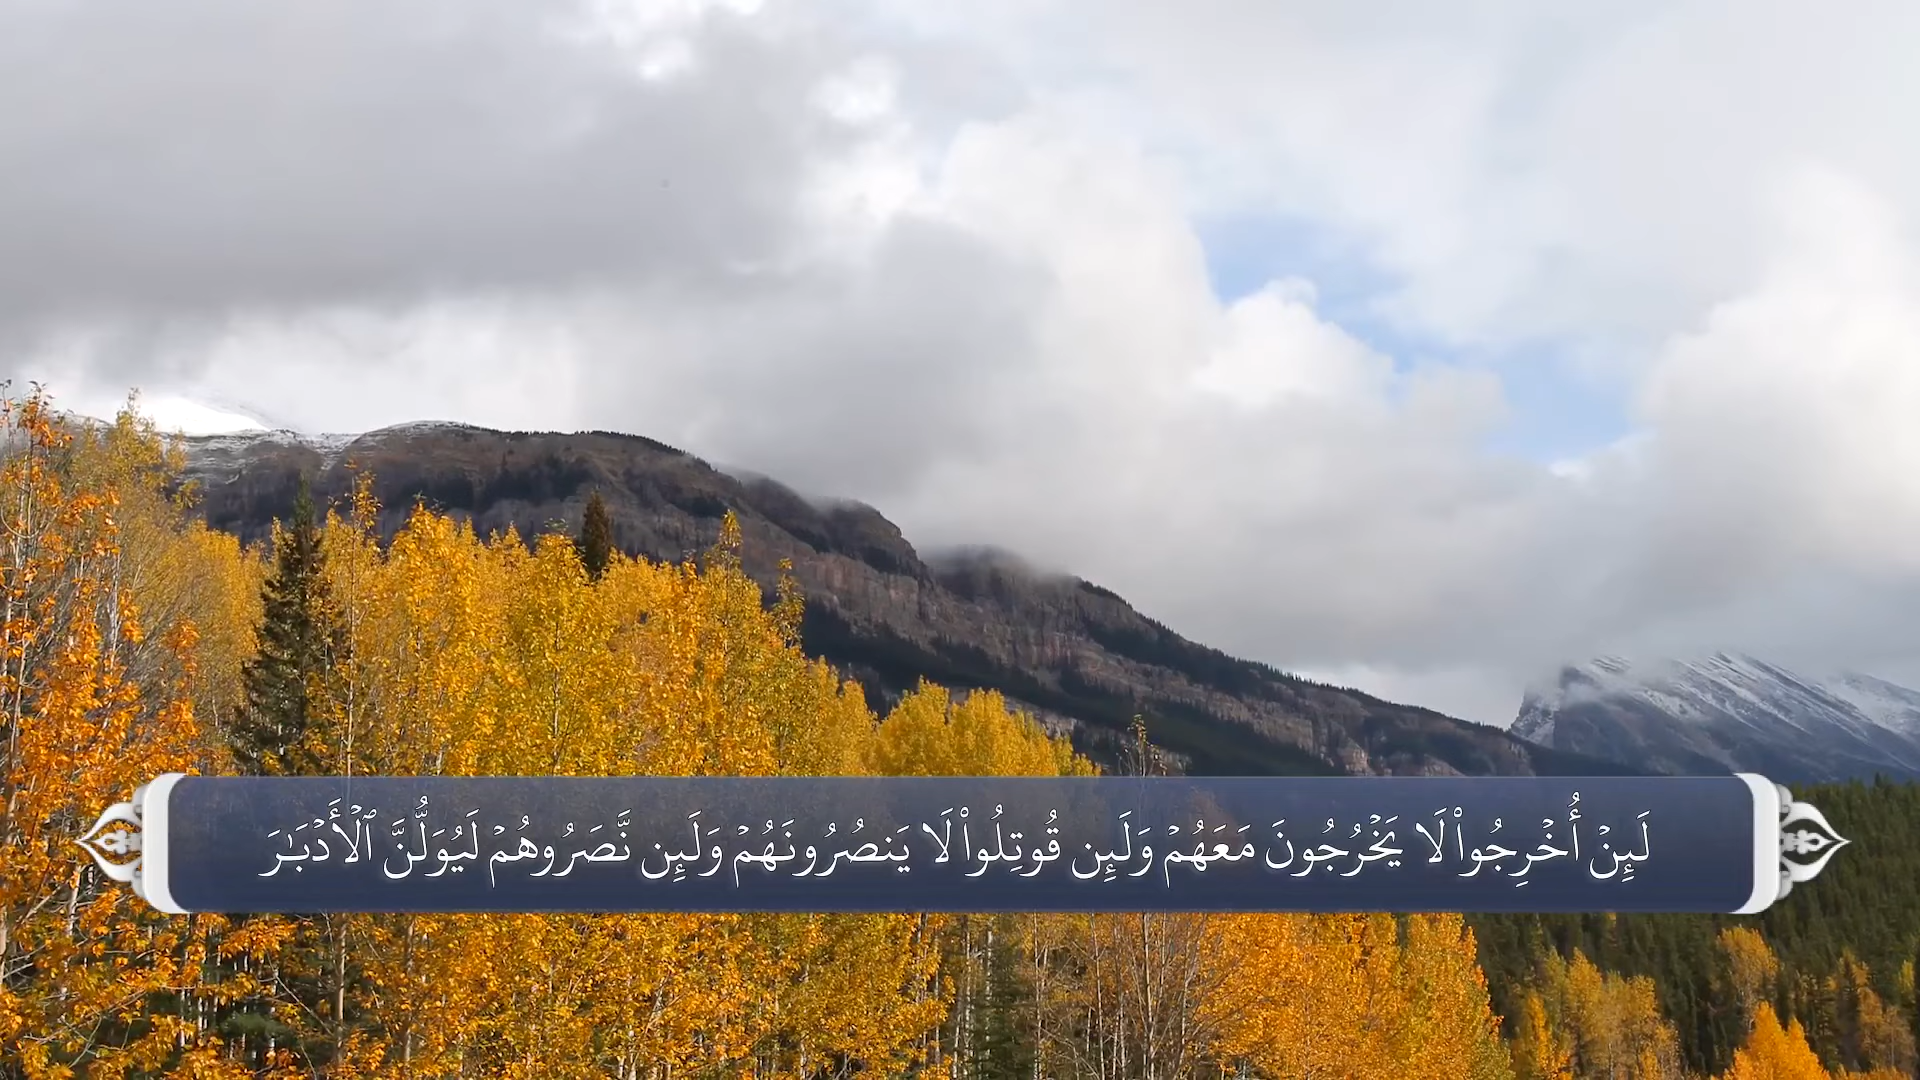 لَئِنْ أُخْرِجُوا۟ لَا يَخْرُجُونَ مَعَهُمْ وَلَئِن قُوتِلُوا۟ لَا يَنصُرُونَهُمْ وَلَئِن نَّصَرُوهُمْ لَيُوَلُّنَّ ٱلْأَدْبَـٰرَ